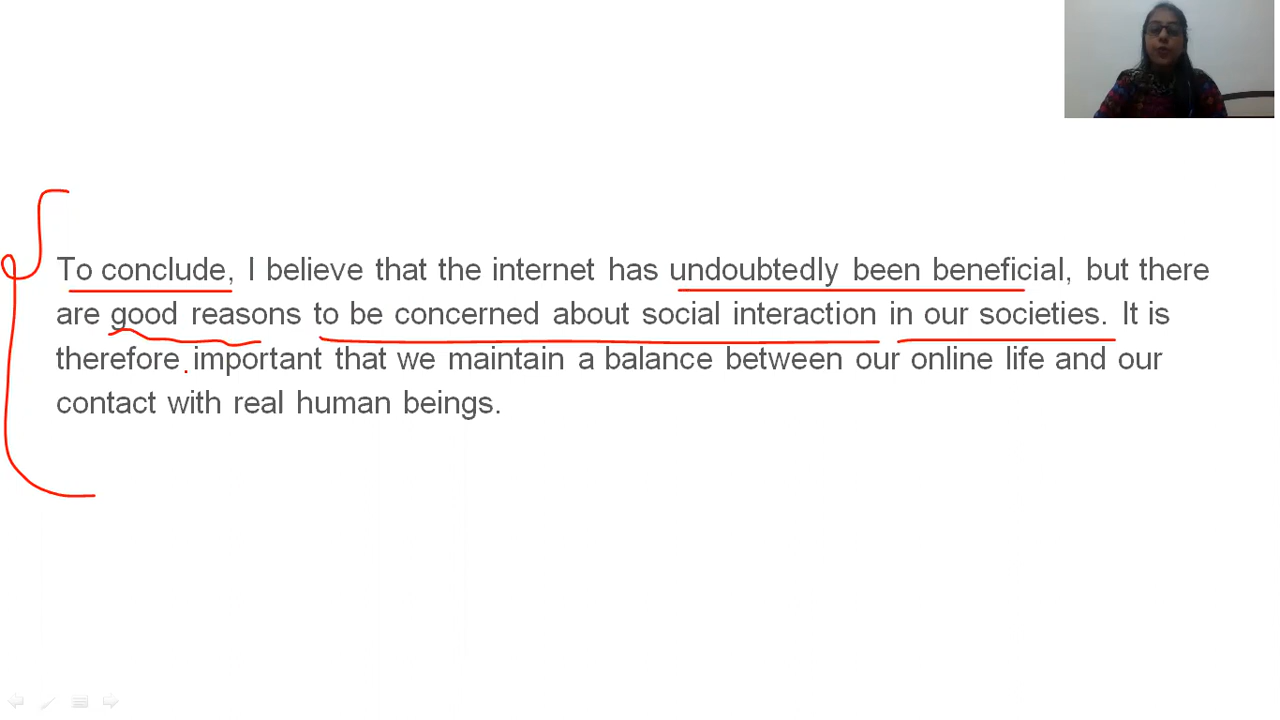 To conclude, I believe that the internet has undoubtedly been beneficial, but there
are good reasons to be concerned about social interaction in our societies. It is
therefore important that we maintain a balance between our online life and our
contact with real human beings.